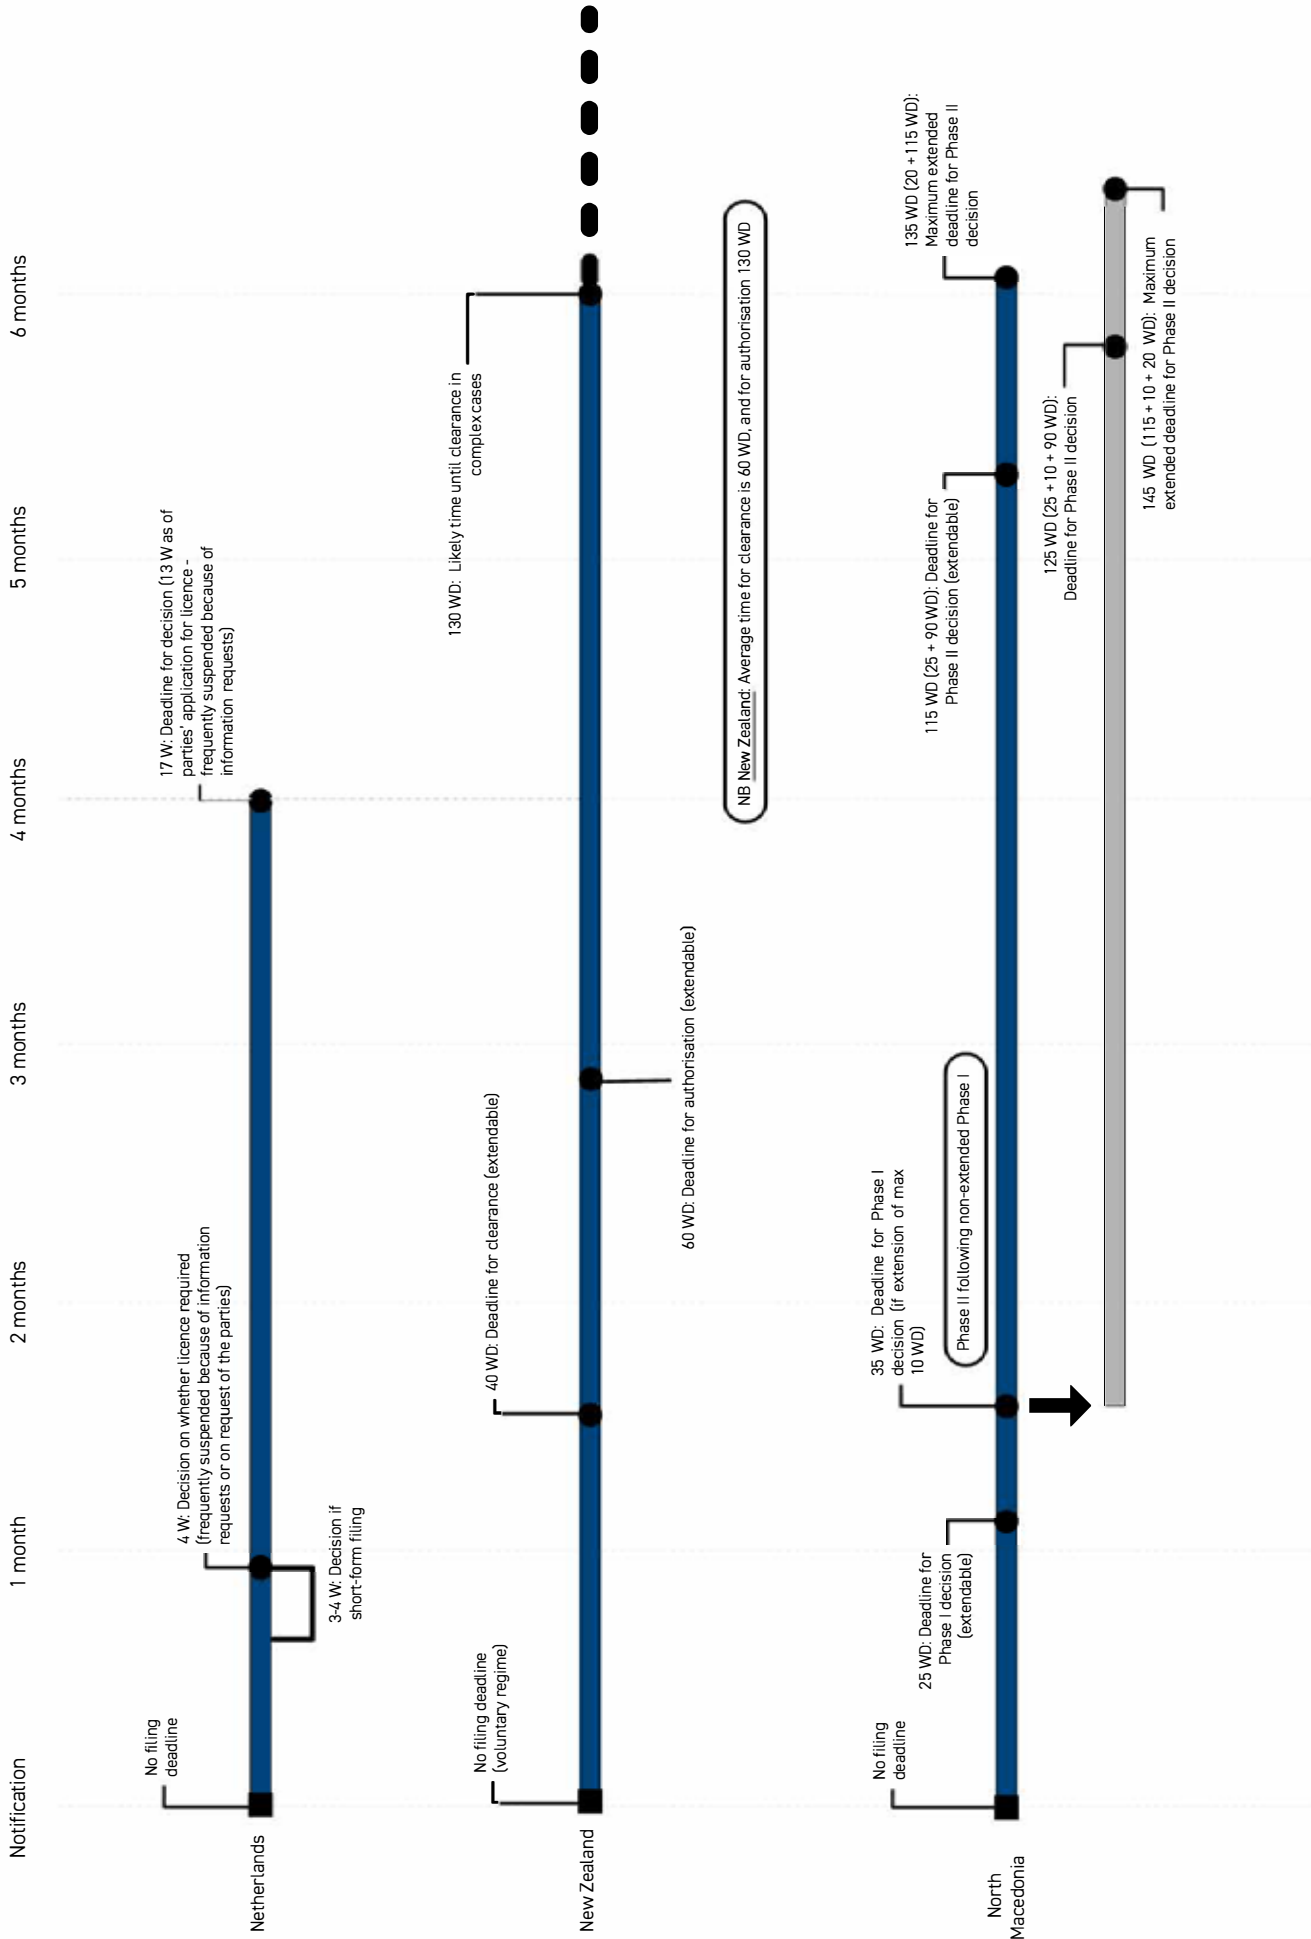 Notification
1 month
2 months
3 months
4 months
5 months
6 months
Netherlands
No filing
deadline
4 W: Decision on whether licence required
(frequently suspended because of information
requests or on request of the parties)
3-4 W: Decision if
short-form filing
17 W: Deadline for decision (13 W as of
parties' application for licence -
frequently suspended because of
information requests)
New Zealand
No filing deadline
(voluntary regime)
40 WD: Deadline for clearance (extendable)
60 WD: Deadline for authorisation (extendable)
130 WD: Likely time until clearance in
complex cases
NB New Zealand: Average time for clearance is 60 WD, and for authorisation 130 WD
North
Macedonia
No filing
deadline
25 WD: Deadline for
Phase I decision
(extendable)
35 WD: Deadline for Phase I
decision (if extension of max
10 WD)
Phase II following non-extended Phase I
115 WD (25 + 90 WD): Deadline for
Phase II decision (extendable)
135 WD (20 + 115 WD):
Maximum extended
deadline for Phase II
decision
125 WD (25 + 10 + 90 WD):
Deadline for Phase II decision
145 WD (115 + 10 + 20 WD): Maximum
extended deadline for Phase II decision